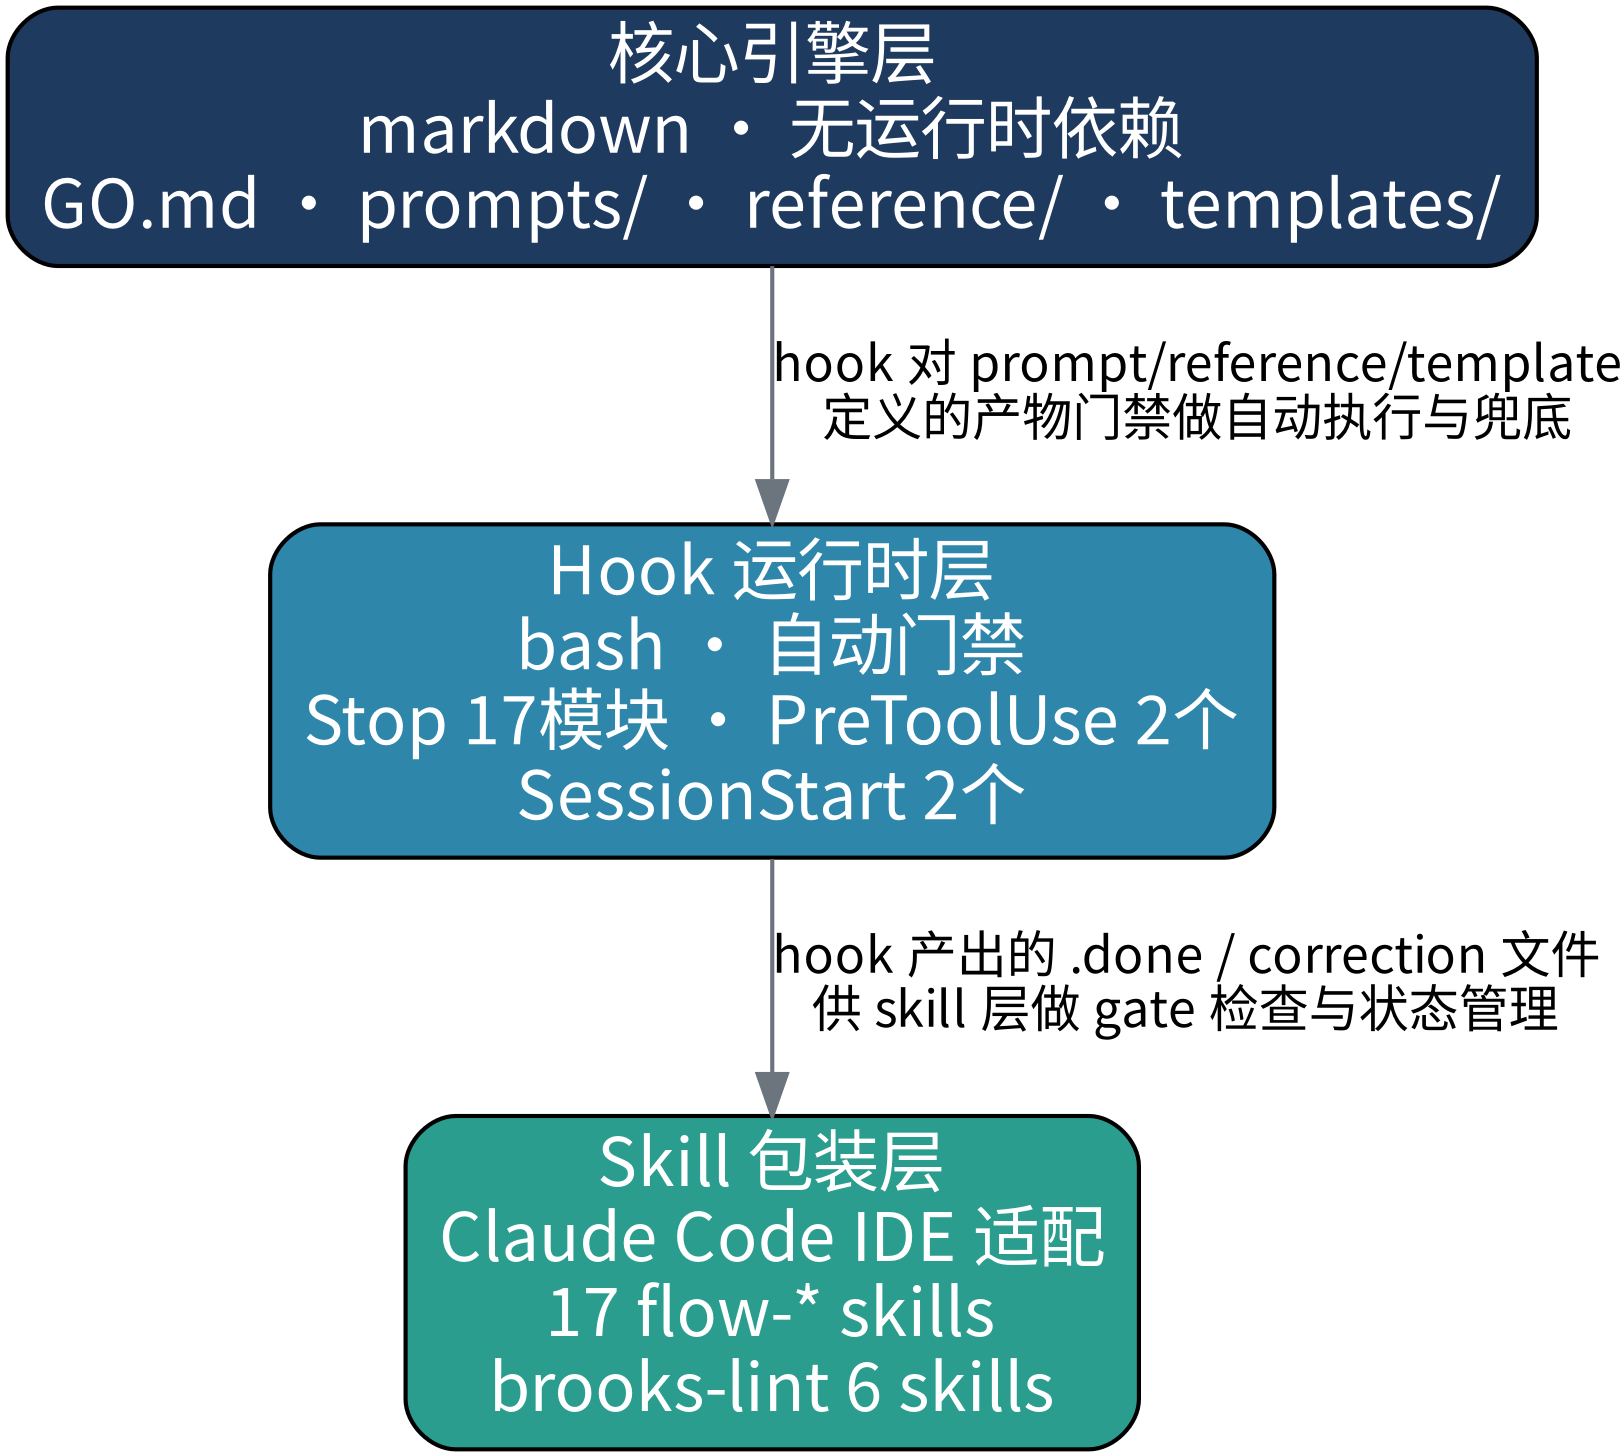 核心引擎层
markdown · 无运行时依赖
GO.md · prompts/ · reference/ · templates/
hook 对 prompt/reference/template
定义的产物门禁做自动执行与兜底
Hook 运行时层
bash · 自动门禁
Stop 17模块 · PreToolUse 2个
SessionStart 2个
hook 产出的 .done / correction 文件
供 skill 层做 gate 检查与状态管理
Skill 包装层
Claude Code IDE 适配
17 flow-* skills
brooks-lint 6 skills